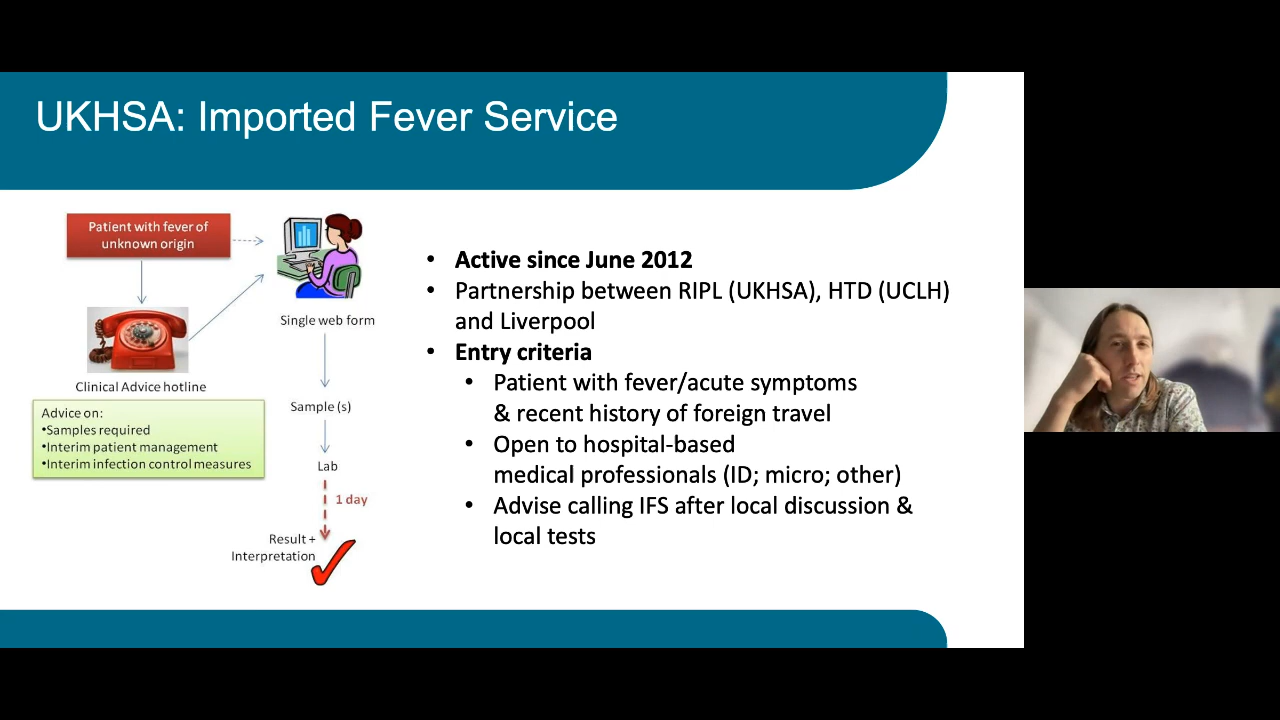 UKHSA: Imported Fever Service
Patient with fever of
unknown origin
Single web form
Clinical Advice hotline
Advice on:
•Samples required
•Interim patient management
•Interim infection control measures
Sample (s)
Lab
1 day
Result +
Interpretation
• Active since June 2012
• Partnership between RIPL (UKHSA), HTD (UCLH)
and Liverpool
• Entry criteria
• Patient with fever/acute symptoms
& recent history of foreign travel
• Open to hospital-based
medical professionals (ID; micro; other)
• Advise calling IFS after local discussion &
local tests